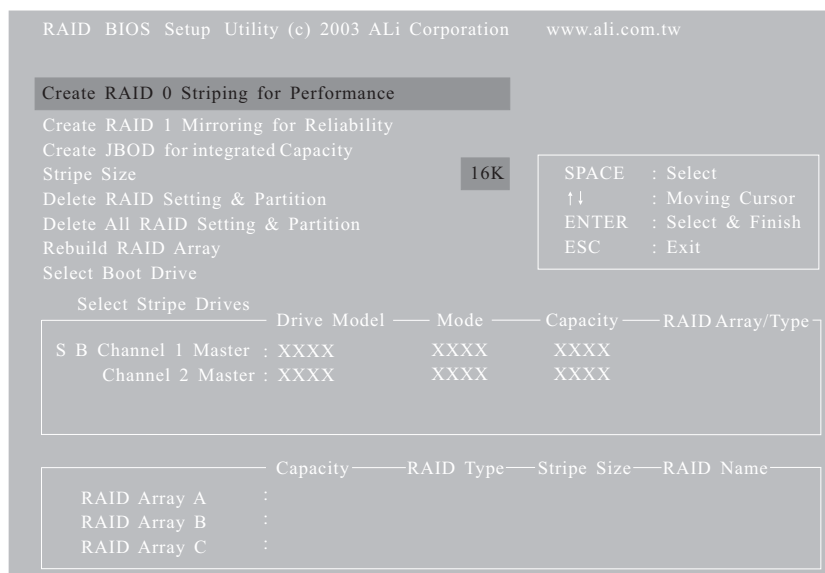 RAID BIOS Setup Utility (c) 2003 ALi Corporation www.ali.com.tw
Create RAID 0 Striping for Performance
Create RAID 1 Mirroring for Reliability
Create JBOD for integrated Capacity
Stripe Size 16K
Delete RAID Setting & Partition
Delete All RAID Setting & Partition
Rebuild RAID Array
Select Boot Drive
SPACE : Select
↑↓ : Moving Cursor
ENTER : Select & Finish
ESC : Exit
Select Stripe Drives
Drive Model Mode Capacity RAID Array/Type
S B Channel 1 Master : XXXX XXXX XXXX
Channel 2 Master : XXXX XXXX XXXX
Capacity RAID Type Stripe Size RAID Name
RAID Array A :
RAID Array B :
RAID Array C :